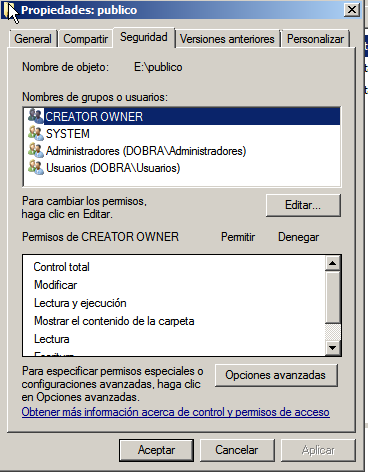 Propiedades: publico
General
Compartir
Seguridad
Versiones anteriores
Personalizar
Nombre de objeto: E:\publico
Nombres de grupos o usuarios:
CREATOR OWNER
SYSTEM
Administradores (DOBRA\Administradores)
Usuarios (DOBRA\Usuarios)
Para cambiar los permisos,
haga clic en Editar.
Editar...
Permisos de CREATOR OWNER Permitir Denegar
Control total
Modificar
Lectura y ejecución
Mostrar el contenido de la carpeta
Lectura
Escritura
Para especificar permisos especiales o
configuraciones avanzadas, haga clic
en Opciones avanzadas.
Opciones avanzadas
Obtener más información acerca de control y permisos de acceso
Aceptar
Cancelar
Aplicar